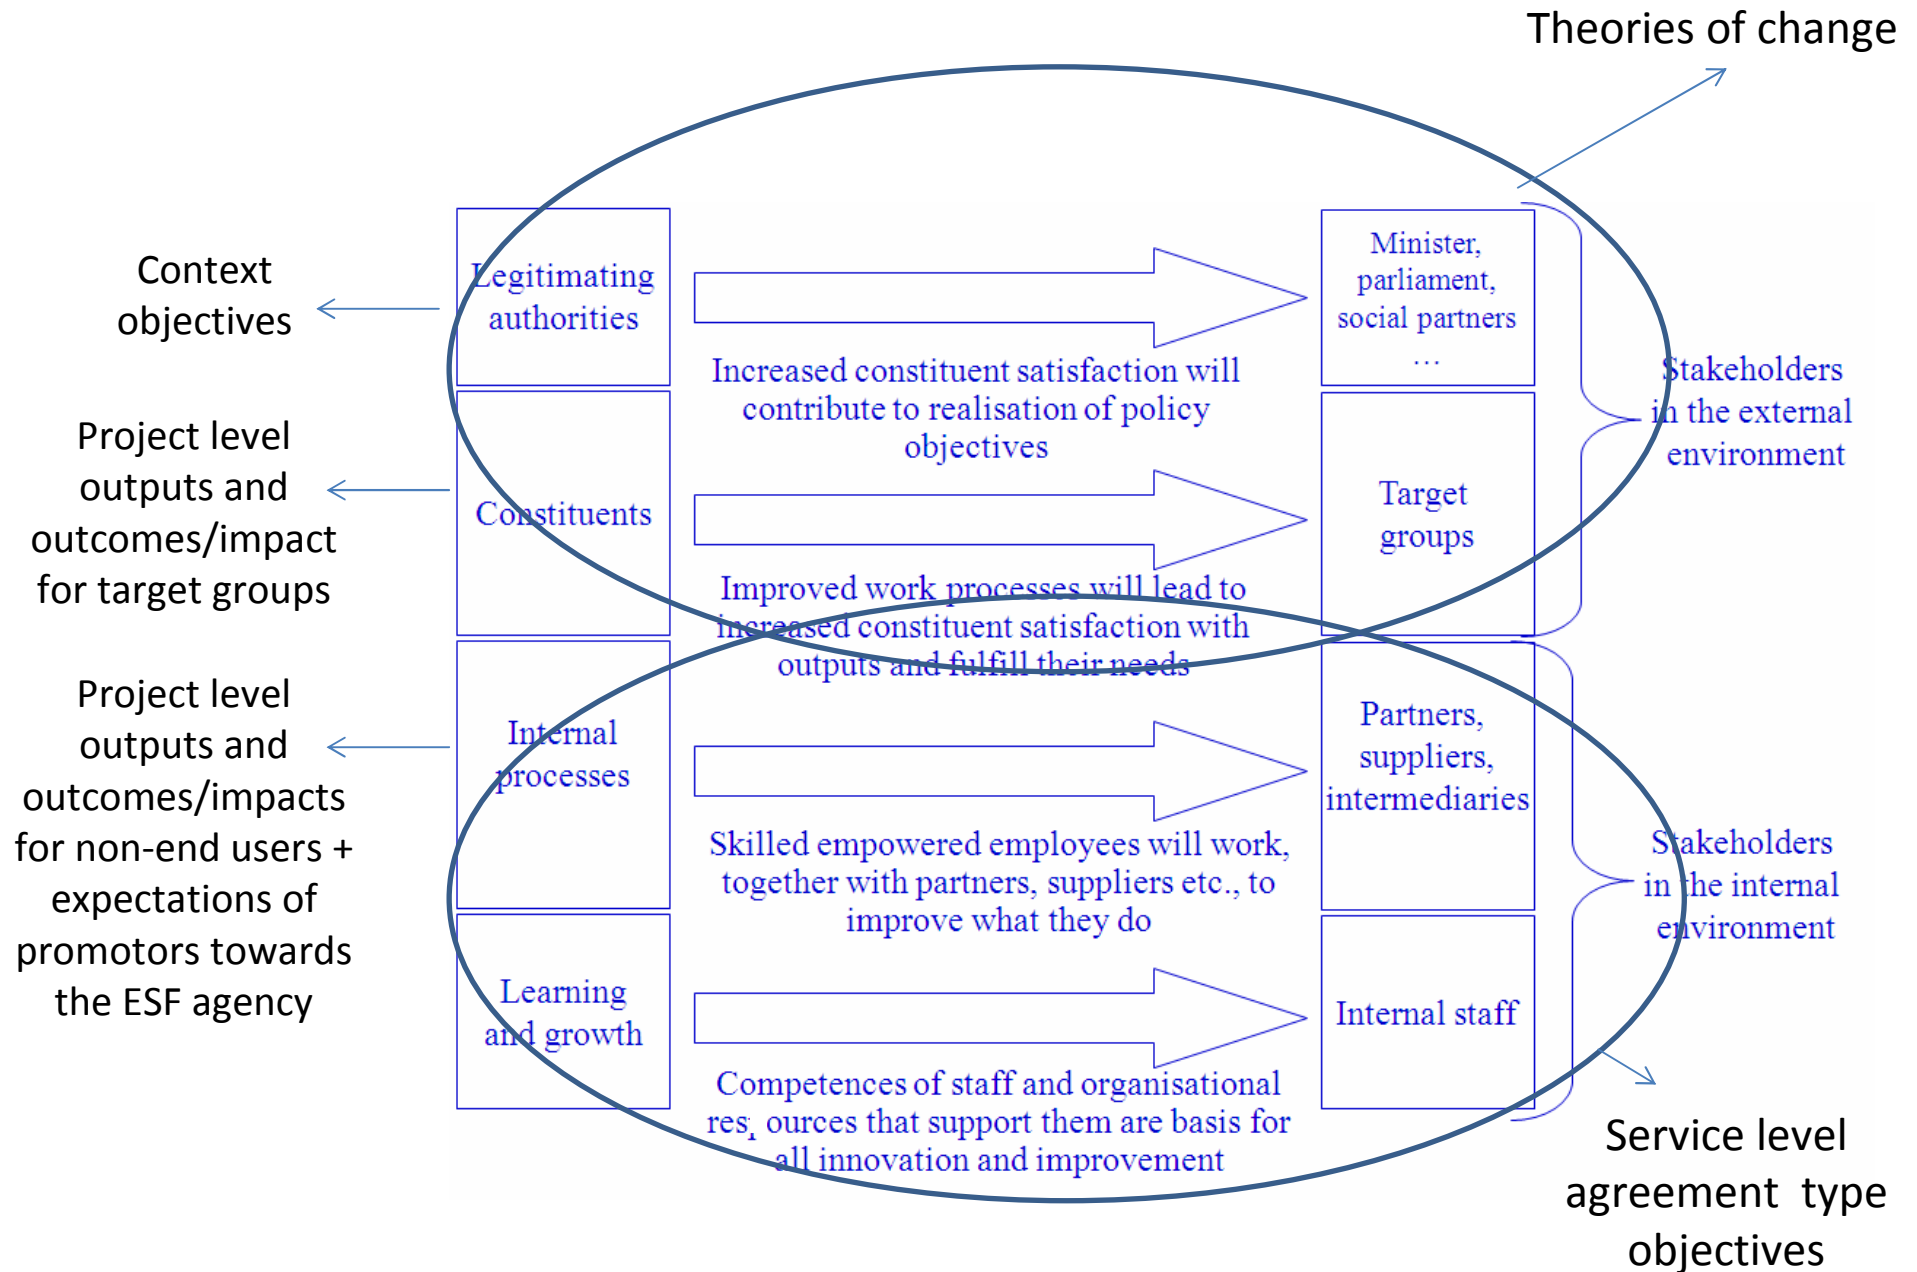 Theories of change
Context
objectives
Legitimating
authorities
Minister,
parliament,
social partners
…
Increased constituent satisfaction will
contribute to realisation of policy
objectives
Stakeholders
in the external
environment
Project level
outputs and
outcomes/impact
for target groups
Constituents
Target
groups
Improved work processes will lead to
increased constituent satisfaction with
outputs and fulfill their needs
Project level
outputs and
outcomes/impacts
for non-end users +
expectations of
promotors towards
the ESF agency
Internal
processes
Partners,
suppliers,
intermediaries
Skilled empowered employees will work,
together with partners, suppliers etc., to
improve what they do
Stakeholders
in the internal
environment
Learning
and growth
Internal staff
Competences of staff and organisational
resources that support them are basis for
all innovation and improvement
Service level
agreement type
objectives